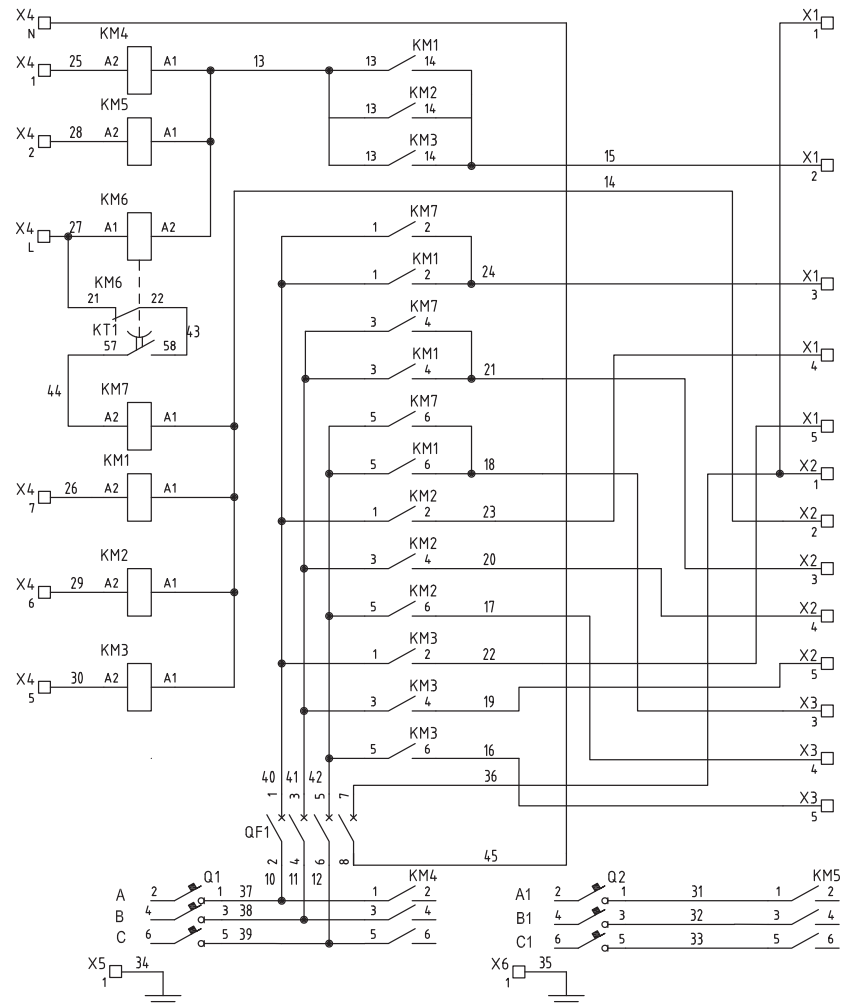 X4 X1
N 1
KM4 KM1
X4 25 A2 A1 13 13 14
1
KM2
13 14
KM5
X4 28 A2 A1
2
KM3
13 14 15 X1
2
14
KM6 KM7
X4 27 A1 A2 1 2
L
KM1
KM6 1 2 24 X1
3
21 22
KM7
KT1 43 3 4
57 58
X1
4
KM1
44 3 4 21
KM7 KM7
A2 A1 5 6 X1
5
KM1 KM1
5 6 18 X2
1
X4 26 A2 A1
7
KM2
1 2 23 X2
2
KM2 KM2
3 4 20 X2
3
X4 29 A2 A1
6
KM2
5 6 17 X2
4
KM3 KM3
1 2 22 X2
5
X4 30 A2 A1
5
KM3
3 4 19 X3
3
KM3
5 6 16 X3
4
40 41 42 36
1 3 5 7 X3
5
QF1
2 4 6 8 45
10 11 12
Q1 KM4 Q2 KM5
A 2 1 37 1 2 A1 2 1 31 1 2
B 4 3 38 3 4 B1 4 3 32 3 4
C 6 5 39 5 6 C1 6 5 33 5 6
X5 34 X6 35
1 1